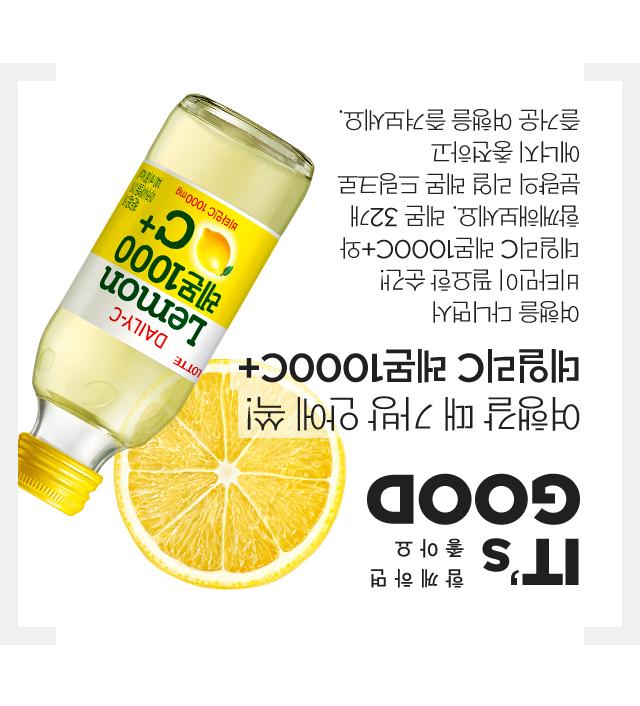 IT's
GOOD
함께하면
좋아요
여행갈 때 가방 안에 쏙!
데일리C 레몬1000C+
여행을 다니면서
비타민이 필요한 순간!
데일리C 레몬1000C+와
함께해보세요. 레몬 32개
분량의 리얼 레몬 드링크로
에너지 충전하고
즐거운 여행을 즐겨보세요.
LOTTE
DAILY-C
Lemon
레몬1000
C+
비타민C 1000mg